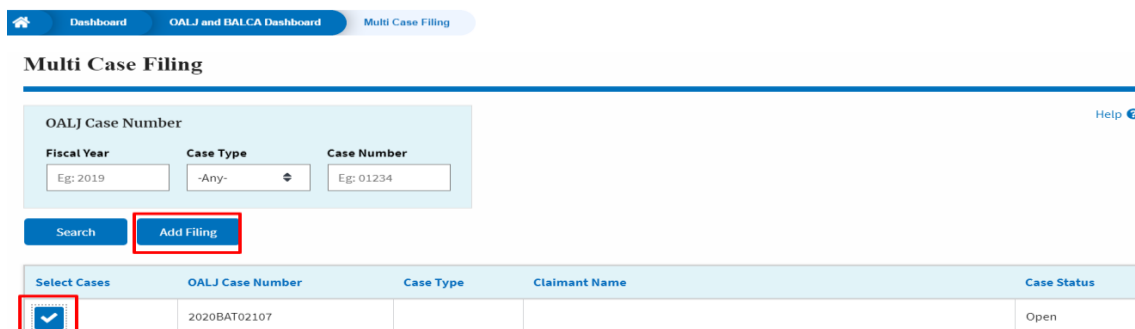 Dashboard OALJ and BALCA Dashboard Multi Case Filing
Multi Case Filing
Help
OALJ Case Number
Fiscal Year Case Type Case Number
Eg: 2019 -Any- Eg: 01234
Search Add Filing
Select Cases OALJ Case Number Case Type Claimant Name Case Status
2020BAT02107 Open